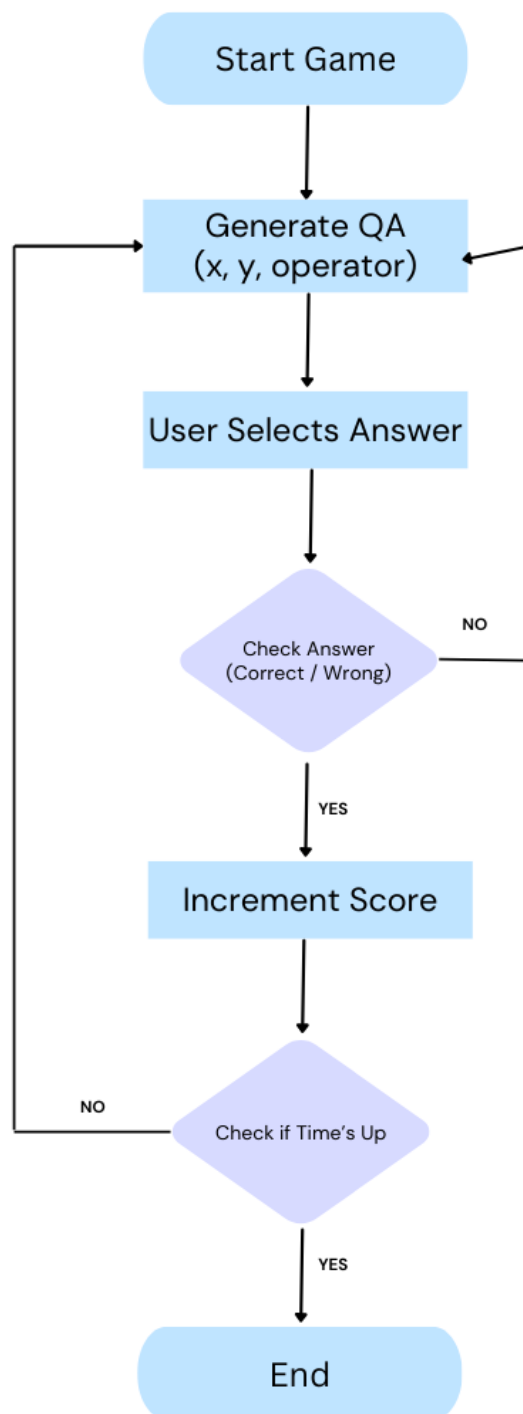 Start Game
Generate QA
(x, y, operator)
User Selects Answer
Check Answer
(Correct / Wrong)
NO
YES
Increment Score
Check if Time's Up
NO
YES
End